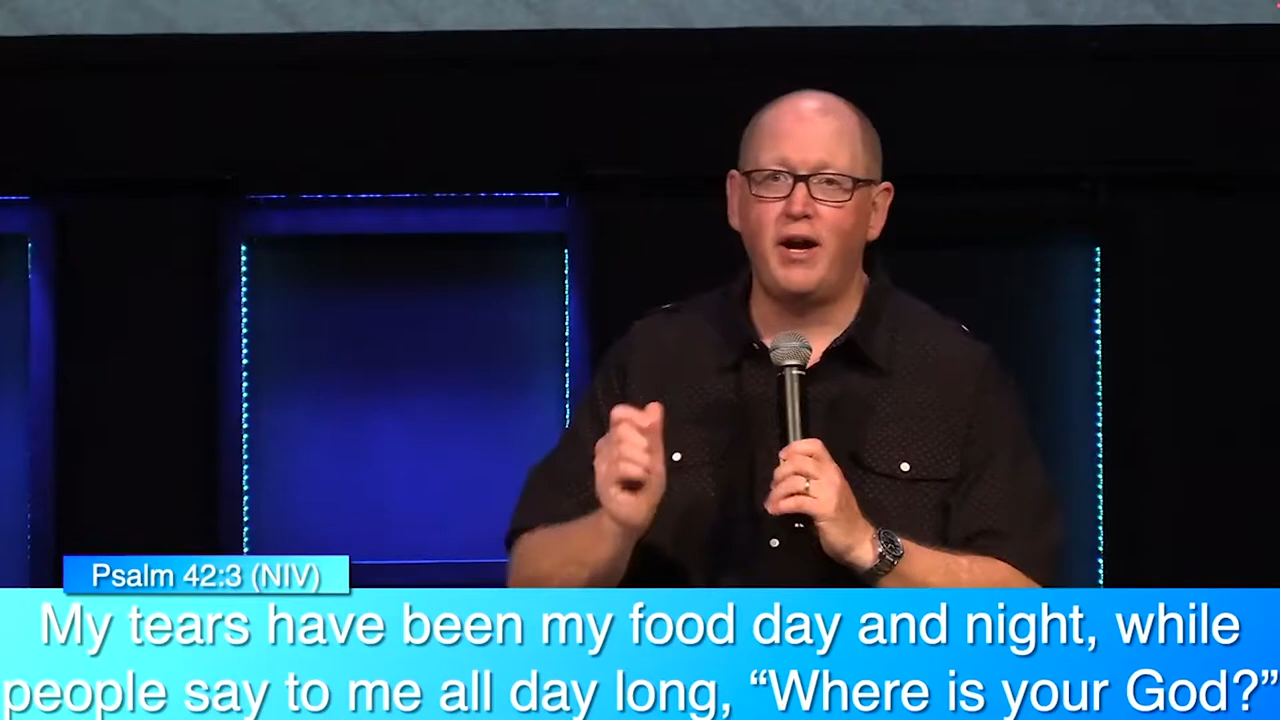 Psalm 42:3 (NIV)
My tears have been my food day and night, while
people say to me all day long, “Where is your God?”